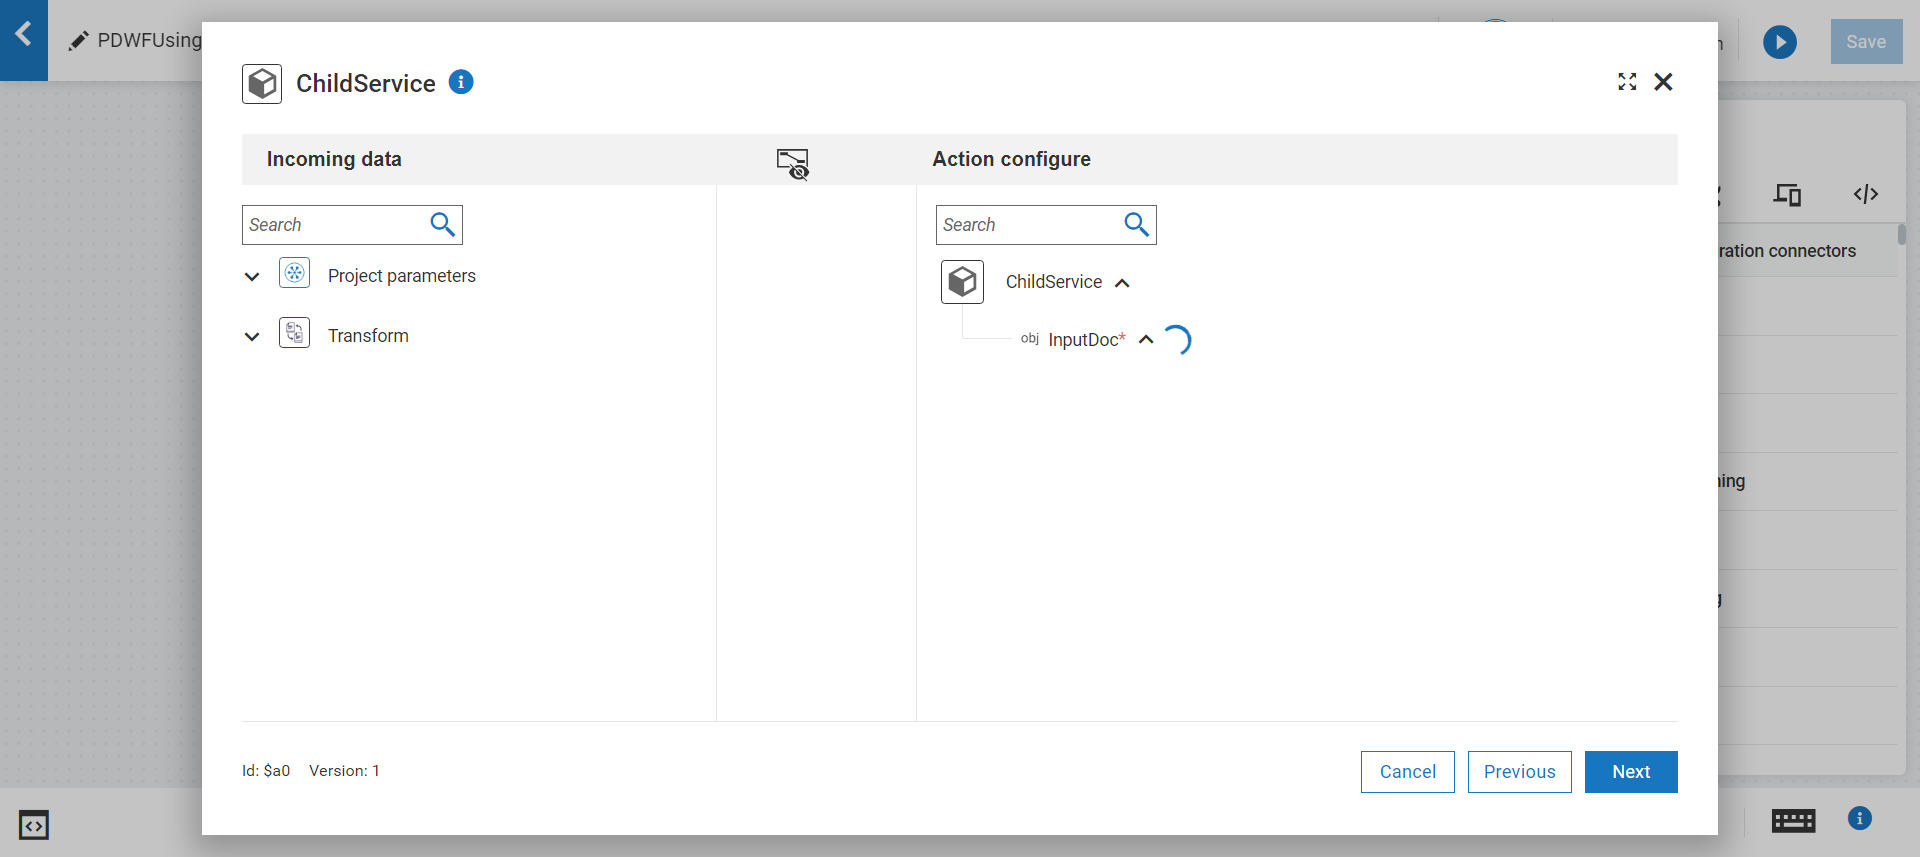 PDWFUsing
Save
ChildService
Incoming data
Action configure
Search
Search
Project parameters
ChildService
Transform
obj InputDoc*
ration connectors
Id: $a0 Version: 1
Cancel
Previous
Next